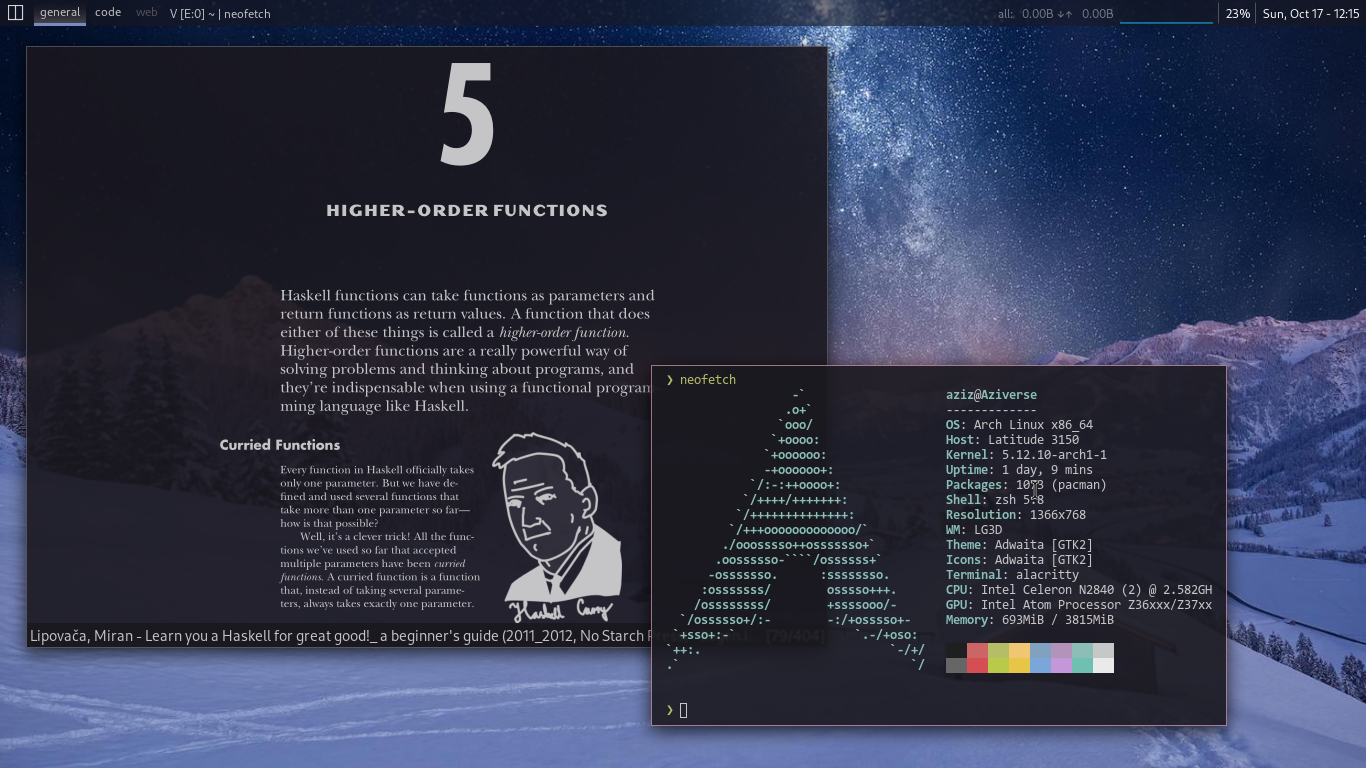 general code web V [E:0] ~ | neofetch all: 0.00B ↓↑ 0.00B 23% Sun, Oct 17 - 12:15
5
HIGHER-ORDER FUNCTIONS
Haskell functions can take functions as parameters and
return functions as return values. A function that does
either of these things is called a higher-order function.
Higher-order functions are a really powerful way of
solving problems and thinking about programs, and
they're indispensable when using a functional program
ming language like Haskell.
Curried Functions
Every function in Haskell officially takes
only one parameter. But we have de-
fined and used several functions that
take more than one parameter so far—
how is that possible?
Well, it's a clever trick! All the func-
tions we've used so far that accepted
multiple parameters have been curried
functions. A curried function is a function
that, instead of taking several parame-
ters, always takes exactly one parameter.
Haskell Curry
Lipovača, Miran - Learn you a Haskell for great good!_ a beginner's guide (2011_2012, No Starch [79/404]
❯ neofetch
aziz@Aziverse
-------------
OS: Arch Linux x86_64
Host: Latitude 3150
Kernel: 5.12.10-arch1-1
Uptime: 1 day, 9 mins
Packages: (pacman)
Shell: zsh
Resolution: 1366x768
WM: LG3D
Theme: Adwaita [GTK2]
Icons: Adwaita [GTK2]
Terminal: alacritty
CPU: Intel Celeron N2840 (2) @ 2.582GH
GPU: Intel Atom Processor Z36xxx/Z37xx
Memory: 693MiB / 3815MiB
❯